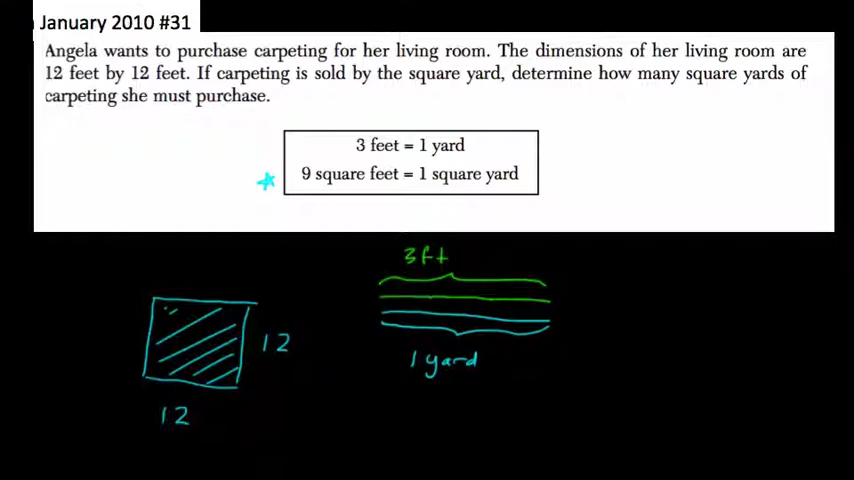 January 2010 #31
Angela wants to purchase carpeting for her living room. The dimensions of her living room are
12 feet by 12 feet. If carpeting is sold by the square yard, determine how many square yards of
carpeting she must purchase.
3 feet = 1 yard
9 square feet = 1 square yard
3ft
12
1 yard
12